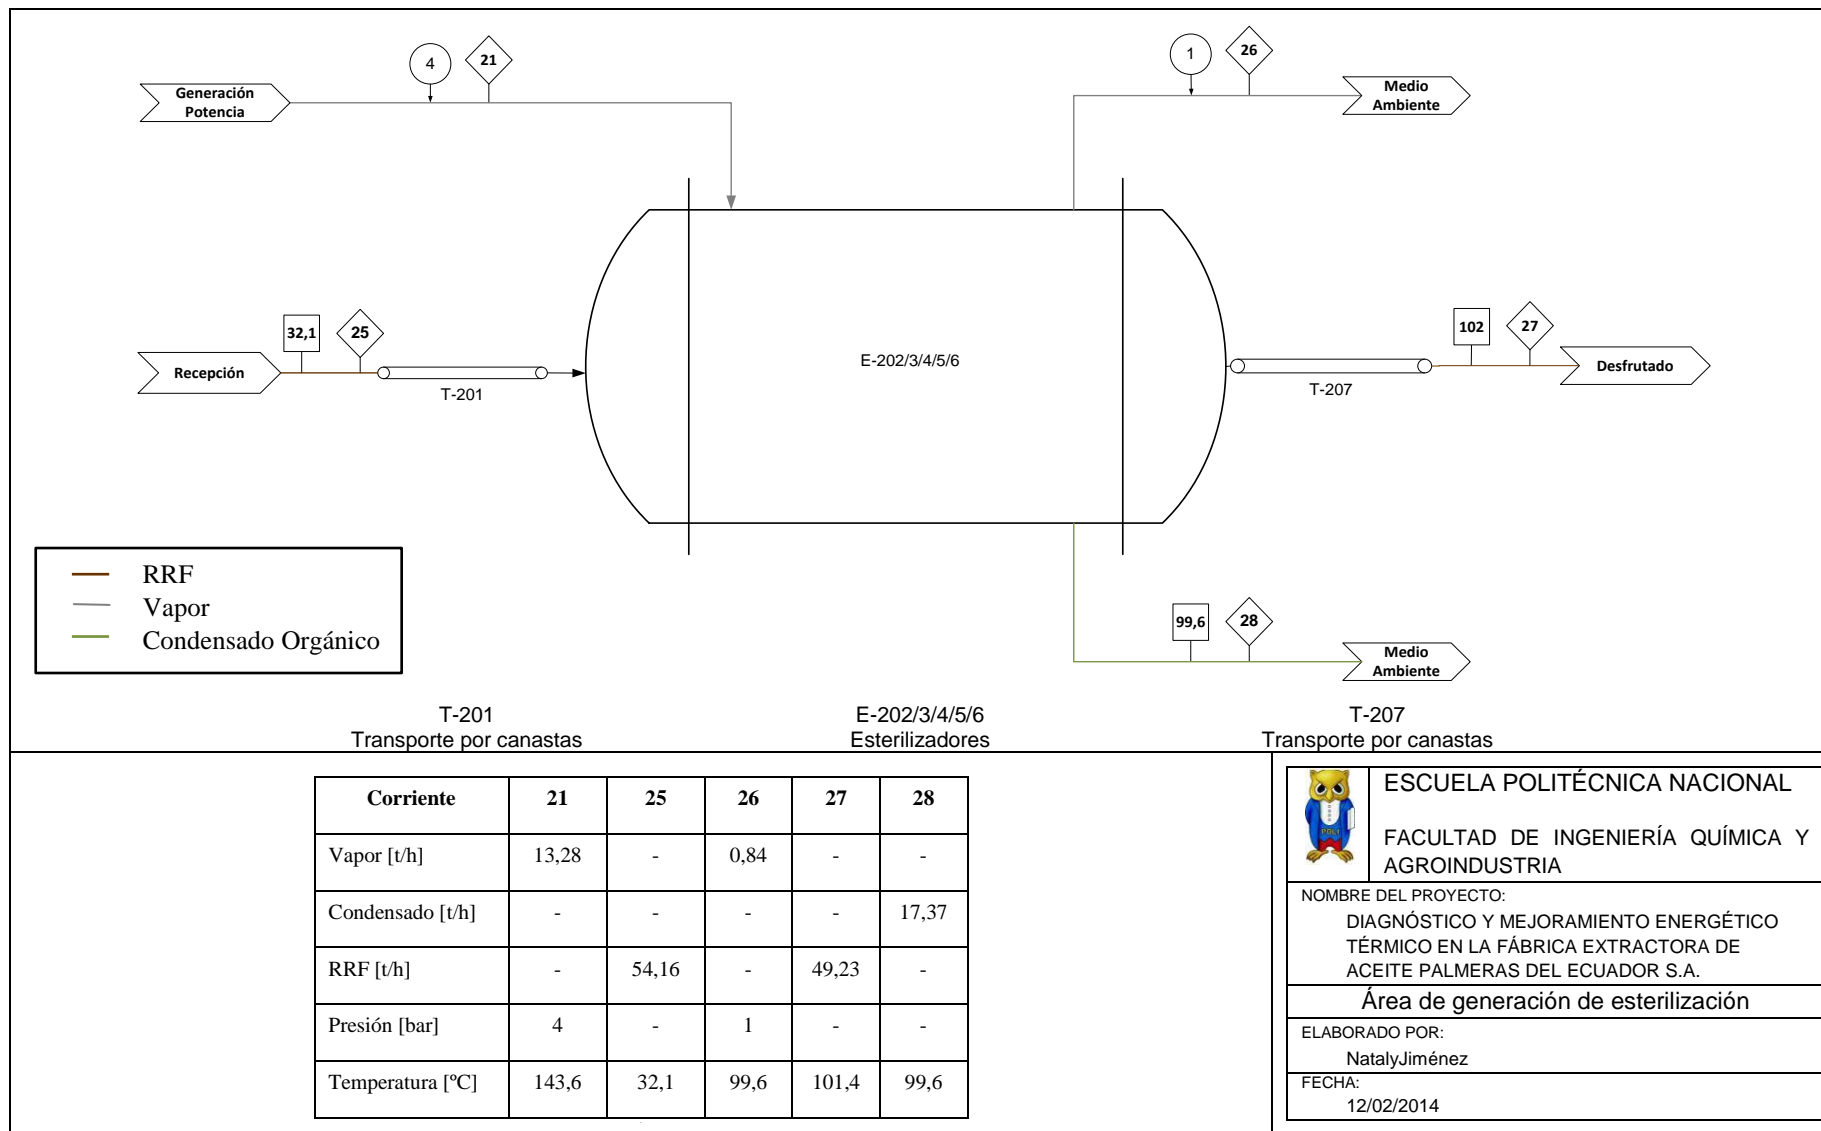 4
21
1
26
Generación
Potencia
Medio
Ambiente
32,1
25
102
27
Recepción
E-202/3/4/5/6
Desfrutado
T-201
T-207
RRF
Vapor
Condensado Orgánico
99,6
28
Medio
Ambiente
T-201
Transporte por canastas
E-202/3/4/5/6
Esterilizadores
T-207
Transporte por canastas
Corriente 21 25 26 27 28
Vapor [t/h] 13,28 - 0,84 - -
Condensado [t/h] - - - - 17,37
RRF [t/h] - 54,16 - 49,23 -
Presión [bar] 4 - 1 - -
Temperatura [ºC] 143,6 32,1 99,6 101,4 99,6
POLI
ESCUELA POLITÉCNICA NACIONAL
FACULTAD DE INGENIERÍA QUÍMICA Y
AGROINDUSTRIA
NOMBRE DEL PROYECTO:
DIAGNÓSTICO Y MEJORAMIENTO ENERGÉTICO
TÉRMICO EN LA FÁBRICA EXTRACTORA DE
ACEITE PALMERAS DEL ECUADOR S.A.
Área de generación de esterilización
ELABORADO POR:
NatalyJiménez
FECHA:
12/02/2014